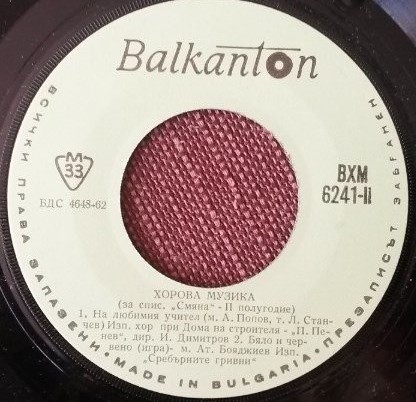 Balkanton
ВСИЧКИ ПРАВА ЗАПАЗЕНИ • MADE IN BULGARIA • ПРЕЗАПИСЪТ ЗАБРАНЕН
М
33
БДС 4648-62
ВХМ
6241-II
ХОРОВА МУЗИКА
(за спис. „Смяна" - II полугодие)
1. На любимия учител (м. А. Попов, т. Л. Стан-
чев) Изп. хор при Дома на строителя - „П. Пе-
нев", дир. И. Димитров 2. Бяло и чер-
вено (игра)- м. Ат. Бояджиев Изп.
„Сребърните гривни"